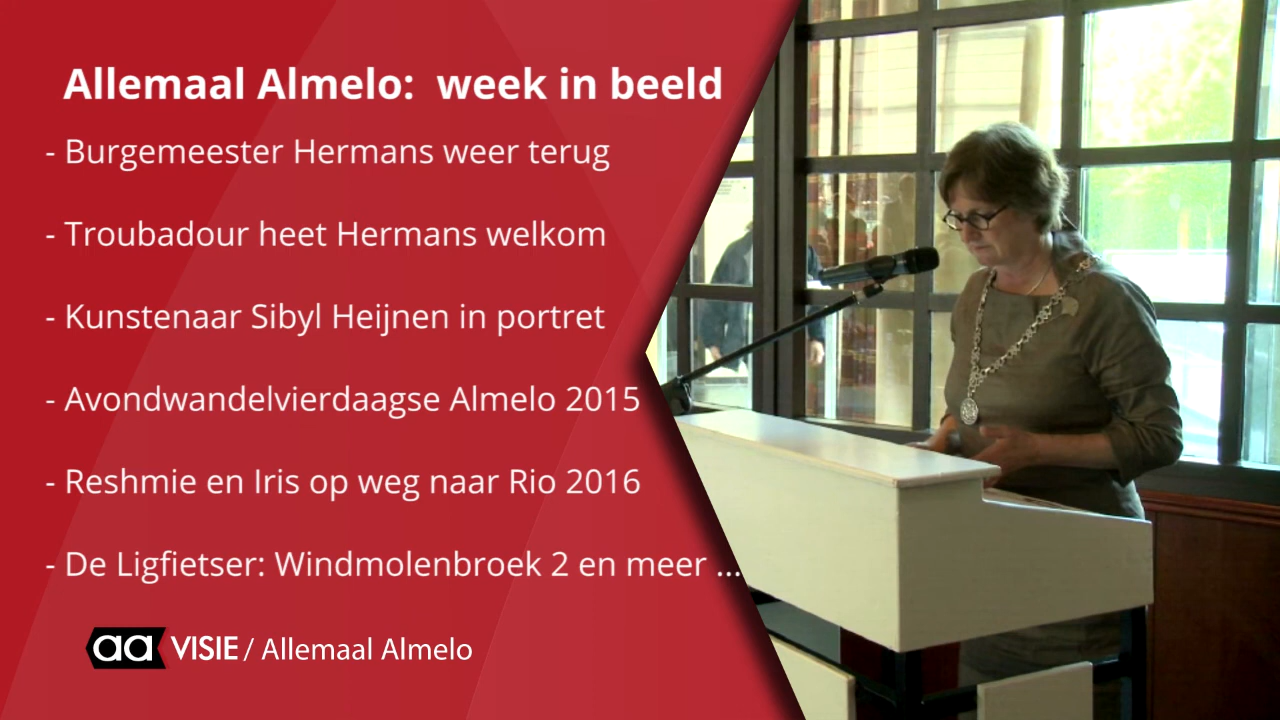 Allemaal Almelo: week in beeld
- Burgemeester Hermans weer terug
- Troubadour heet Hermans welkom
- Kunstenaar Sibyl Heijnen in portret
- Avondwandelvierdaagse Almelo 2015
- Reshmie en Iris op weg naar Rio 2016
- De Ligfietser: Windmolenbroek 2 en meer ...
aa VISIE / Allemaal Almelo